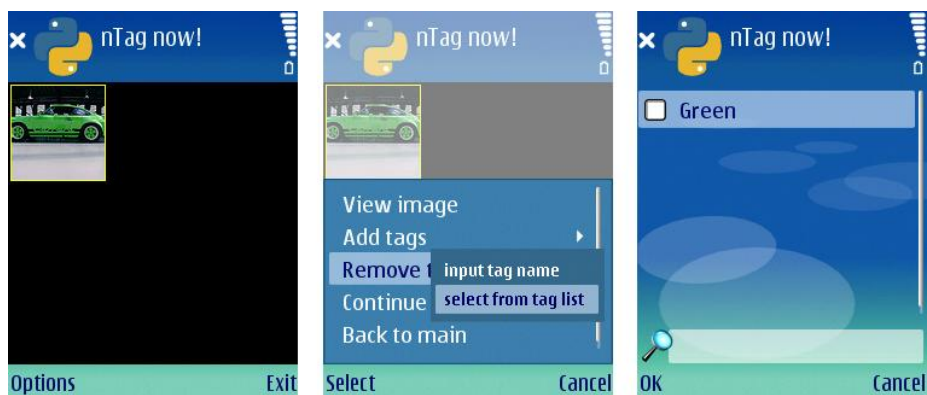 nTag now!
Options
Exit
nTag now!
View image
Add tags
Remove t
input tag name
Continue
select from tag list
Back to main
Select
Cancel
nTag now!
Green
OK
Cancel